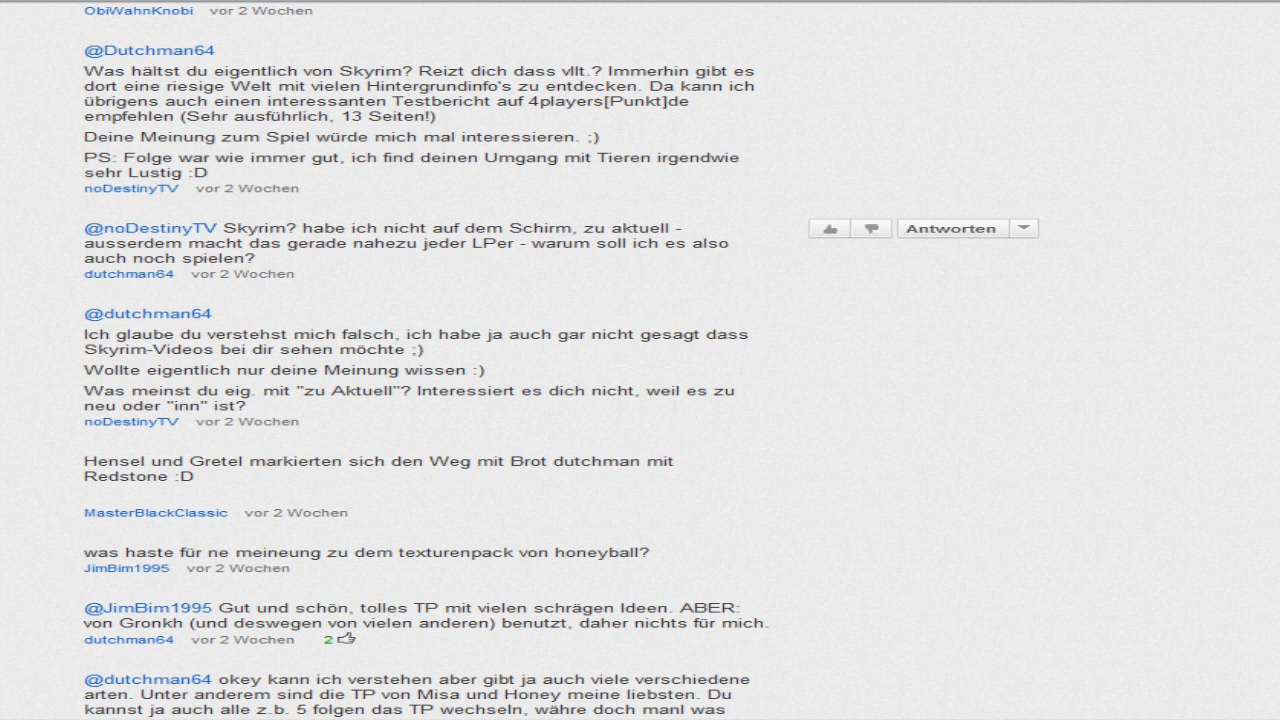 ObiWahnKnobi vor 2 Wochen
@Dutchman64
Was hältst du eigentlich von Skyrim? Reizt dich dass vllt.? Immerhin gibt es
dort eine riesige Welt mit vielen Hintergrundinfo's zu entdecken. Da kann ich
übrigens auch einen interessanten Testbericht auf 4players[Punkt]de
empfehlen (Sehr ausführlich, 13 Seiten!)
Deine Meinung zum Spiel würde mich mal interessieren. ;)
PS: Folge war wie immer gut, ich find deinen Umgang mit Tieren irgendwie
sehr Lustig :D
noDestinyTV vor 2 Wochen
@noDestinyTV Skyrim? habe ich nicht auf dem Schirm, zu aktuell -
ausserdem macht das gerade nahezu jeder LPer - warum soll ich es also
auch noch spielen?
dutchman64 vor 2 Wochen
Antworten
@dutchman64
Ich glaube du verstehst mich falsch, ich habe ja auch gar nicht gesagt dass
Skyrim-Videos bei dir sehen möchte ;)
Wollte eigentlich nur deine Meinung wissen :)
Was meinst du eig. mit "zu Aktuell"? Interessiert es dich nicht, weil es zu
neu oder "inn" ist?
noDestinyTV vor 2 Wochen
Hensel und Gretel markierten sich den Weg mit Brot dutchman mit
Redstone :D
MasterBlackClassic vor 2 Wochen
was haste für ne meineung zu dem texturenpack von honeyball?
JimBim1995 vor 2 Wochen
@JimBim1995 Gut und schön, tolles TP mit vielen schrägen Ideen. ABER:
von Gronkh (und deswegen von vielen anderen) benutzt, daher nichts für mich.
dutchman64 vor 2 Wochen 2
@dutchman64 okey kann ich verstehen aber gibt ja auch viele verschiedene
arten. Unter anderem sind die TP von Misa und Honey meine liebsten. Du
kannst ja auch alle z.b. 5 folgen das TP wechseln, währe doch manl was